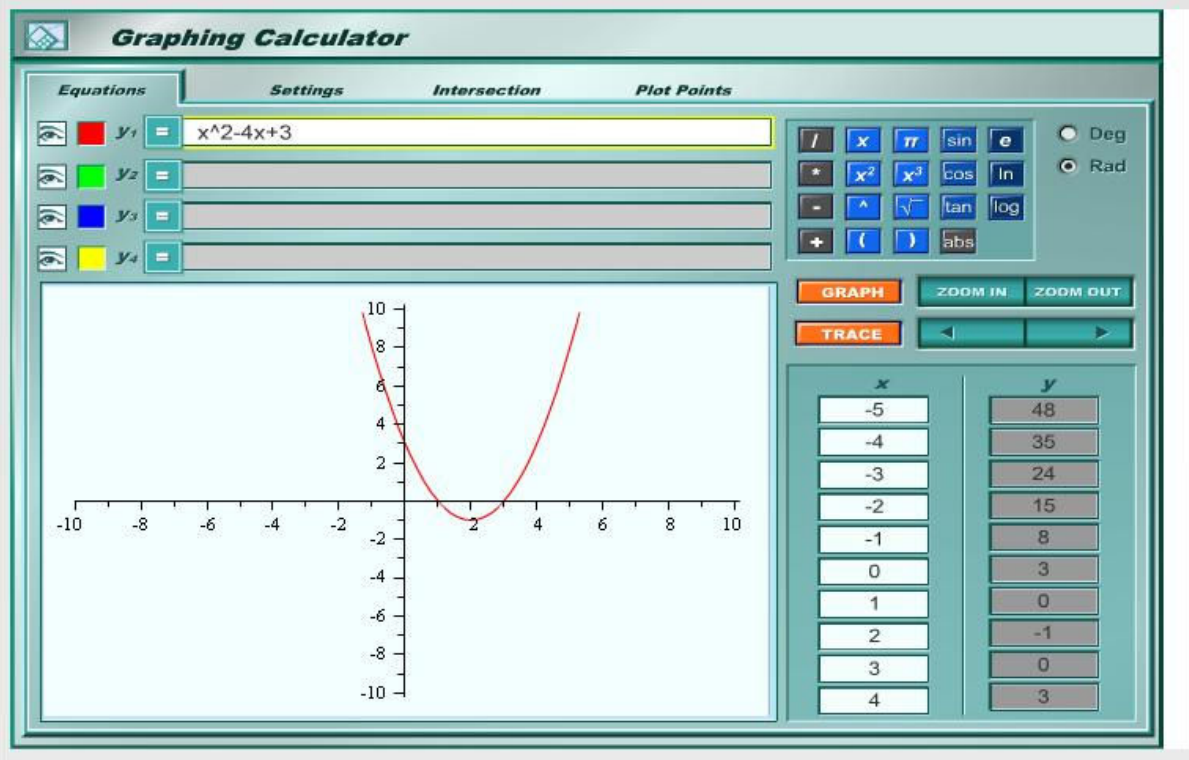 Graphing Calculator
Equations Settings Intersection Plot Points
y₁ = x^2-4x+3
y₂ =
y₃ =
y₄ =
/ x π sin e
* x² x³ cos ln
- ^ √ tan log
+ ( ) abs
Deg
Rad
GRAPH ZOOM IN ZOOM OUT
TRACE
x y
-5 48
-4 35
-3 24
-2 15
-1 8
0 3
1 0
2 -1
3 0
4 3
10
8
6
4
2
-10 -8 -6 -4 -2 2 4 6 8 10
-2
-4
-6
-8
-10